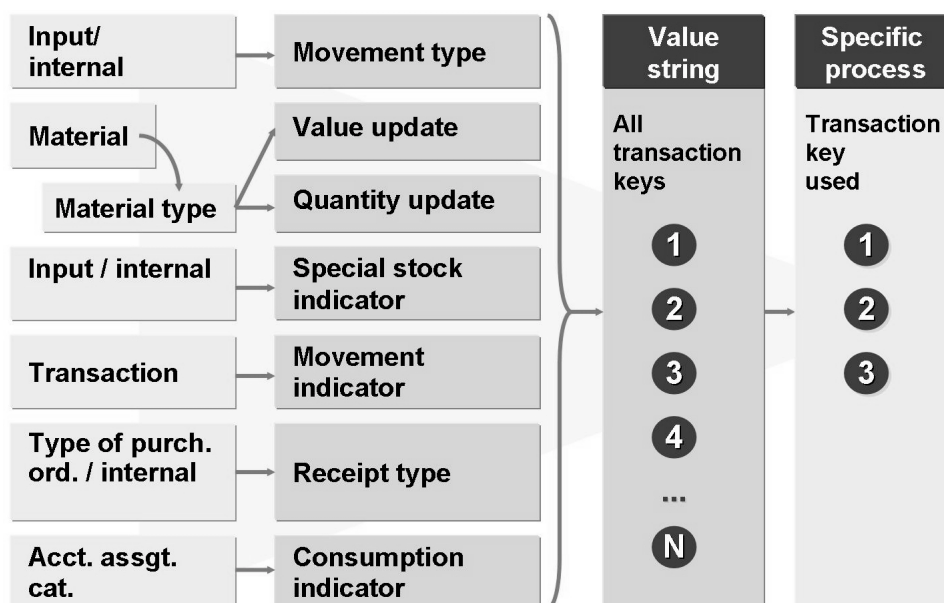 Input/
internal
Movement type
Material
Value update
Material type
Quantity update
Input / internal
Special stock
indicator
Transaction
Movement
indicator
Type of purch.
ord. / internal
Receipt type
Acct. assgt.
cat.
Consumption
indicator
Value
string
All
transaction
keys
1
2
3
4
...
N
Specific
process
Transaction
key
used
1
2
3